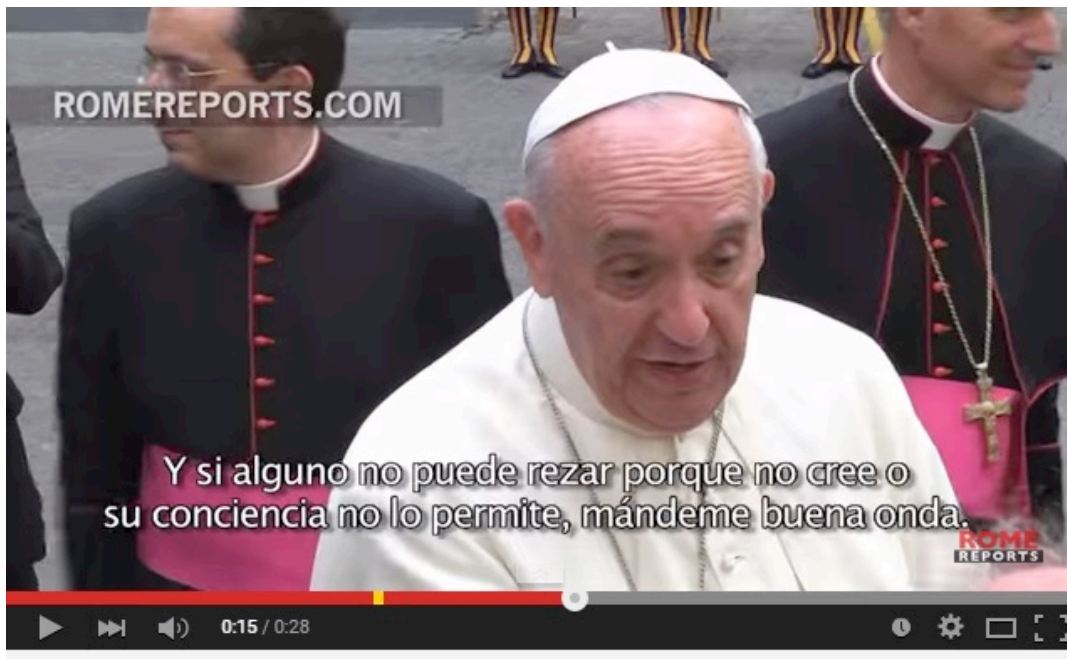 ROMEREPORTS.COM
Y si alguno no puede rezar porque no cree o
su conciencia no lo permite, mándeme buena onda.
ROME
REPORTS
0:15 / 0:28